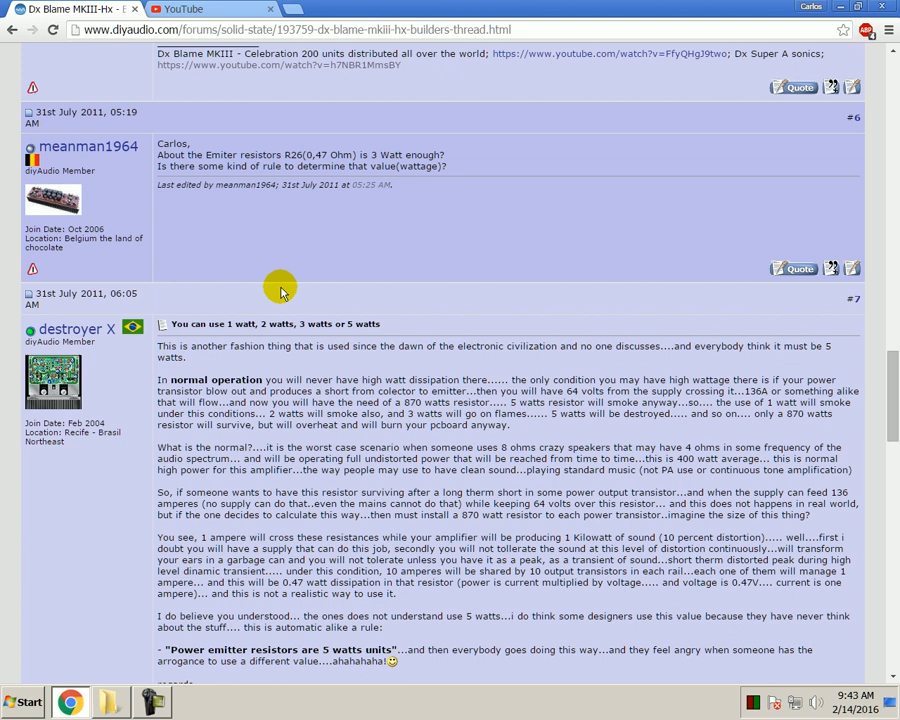 Dx Blame MKIII-Hx - B
YouTube
Carlos
www.diyaudio.com/forums/solid-state/193759-dx-blame-mkiii-hx-builders-thread.html
ABP
Dx Blame MKIII - Celebration 200 units distributed all over the world; https://www.youtube.com/watch?v=FfyQHgJ9two; Dx Super A sonics;
https://www.youtube.com/watch?v=h7NBR1MmsBY
Quote
31st July 2011, 05:19
AM
#6
meanman1964
diyAudio Member
Join Date: Oct 2006
Location: Belgium the land of
chocolate
Carlos,
About the Emiter resistors R26(0,47 Ohm) is 3 Watt enough?
Is there some kind of rule to determine that value(wattage)?
Last edited by meanman1964; 31st July 2011 at 05:25 AM.
Quote
31st July 2011, 06:05
AM
#7
destroyer X
diyAudio Member
Join Date: Feb 2004
Location: Recife - Brasil
Northeast
You can use 1 watt, 2 watts, 3 watts or 5 watts
This is another fashion thing that is used since the dawn of the electronic civilization and no one discusses....and everybody think it must be 5
watts.
In normal operation you will never have high watt dissipation there...... the only condition you may have high wattage there is if your power
transistor blow out and produces a short from colector to emitter...then you will have 64 volts from the supply crossing it...136A or something alike
that will flow...and now you will have the need of a 870 watts resistor..... 5 watts resistor will smoke anyway...so.... the use of 1 watt will smoke
under this conditions... 2 watts will smoke also, and 3 watts will go on flames...... 5 watts will be destroyed..... and so on.... only a 870 watts
resistor will survive, but will overheat and will burn your pcboard anyway.
What is the normal?....it is the worst case scenario when someone uses 8 ohms crazy speakers that may have 4 ohms in some frequency of the
audio spectrum... and will be operating full undistorted power that will be reached from time to time...this is 400 watt average... this is normal
high power for this amplifier...the way people may use to have clean sound...playing standard music (not PA use or continuous tone amplification)
So, if someone wants to have this resistor surviving after a long therm short in some power output transistor...and when the supply can feed 136
amperes (no supply can do that..even the mains cannot do that) while keeping 64 volts over this resistor... and this does not happens in real world,
but if the one decides to calculate this way...then must install a 870 watt resistor to each power transistor..imagine the size of this thing?
You see, 1 ampere will cross these resistances while your amplifier will be producing 1 Kilowatt of sound (10 percent distortion)..... well....first i
doubt you will have a supply that can do this job, secondly you will not tollerate the sound at this level of distortion continuously...will transform
your ears in a garbage can and you will not tolerate unless you have it as a peak, as a transient of sound...short therm distorted peak during high
level dinamic transient..... under this condition, 10 amperes will be shared by 10 output transistors in each rail...each one of them will manage 1
ampere... and this will be 0.47 watt dissipation in that resistor (power is current multiplied by voltage..... and voltage is 0.47V.... current is one
ampere)... and this is not a realistic way to use it.
I do believe you understood... the ones does not understand use 5 watts...i do think some designers use this value because they have never think
about the stuff.... this is automatic alike a rule:
- "Power emitter resistors are 5 watts units"...and then everybody goes doing this way...and they feel angry when someone has the
arrogance to use a different value....ahahahaha!
Start
9:43 AM
2/14/2016